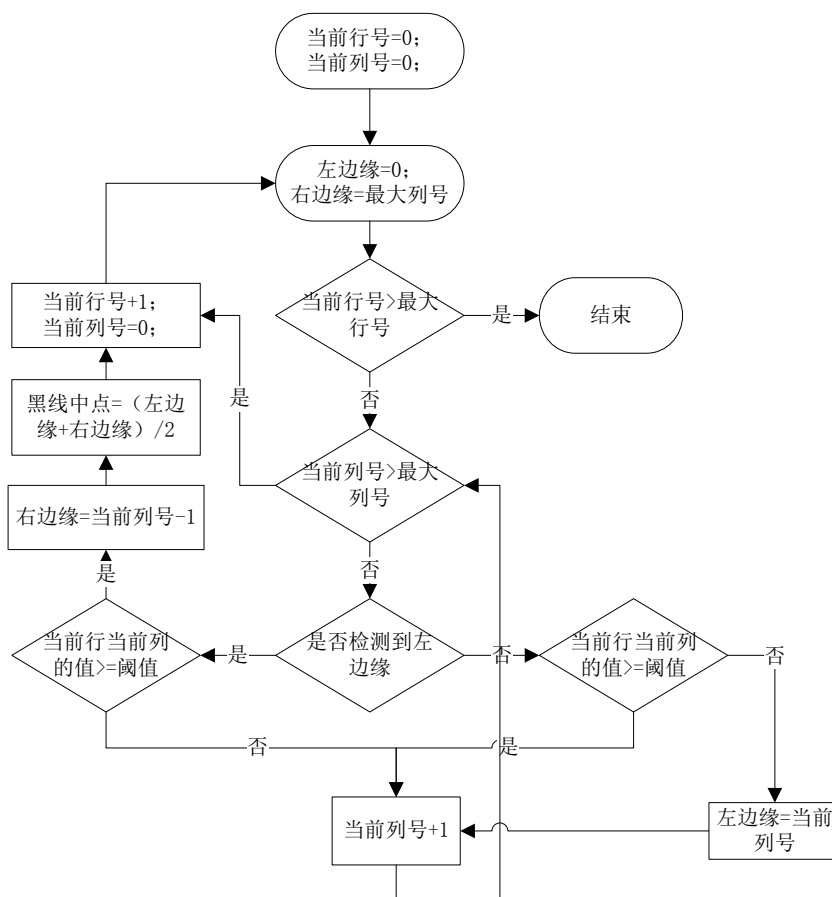 当前行号=0；
当前列号=0；
左边缘=0；
右边缘=最大列号
当前行号+1；
当前列号=0；
当前行号>最大
行号
是
结束
黑线中点=（左边
缘+右边缘）/2
是
否
当前列号>最大
列号
右边缘=当前列号-1
是
否
当前行当前列
的值>=阈值
是
是否检测到左
边缘
否
当前行当前列
的值>=阈值
否
否
是
当前列号+1
左边缘=当前
列号